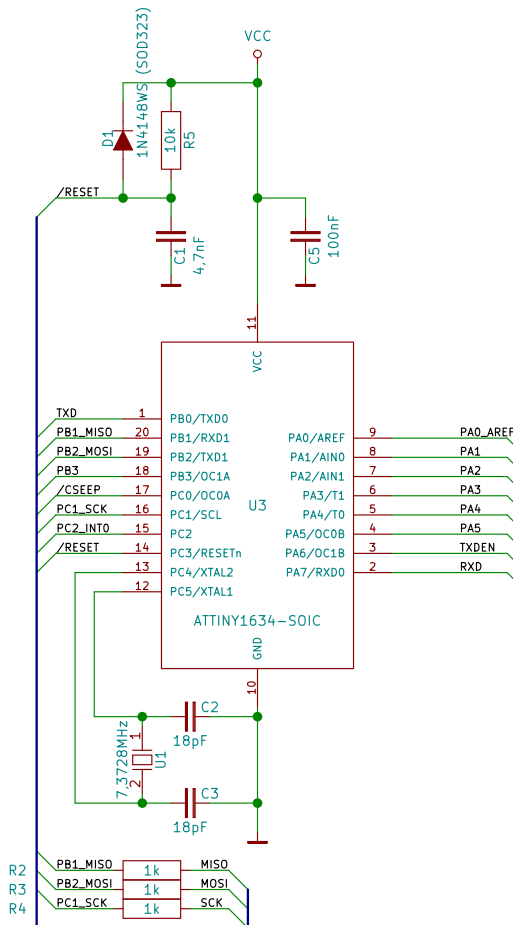 VCC
D1
1N4148WS (SOD323)
10k
R5
/RESET
C1
4,7nF
C5
100nF
11
VCC
TXD 1 PB0/TXD0
PB1_MISO 20 PB1/RXD1 PA0/AREF 9 PA0_AREF
PB2_MOSI 19 PB2/TXD1 PA1/AIN0 8 PA1
PB3 18 PB3/OC1A PA2/AIN1 7 PA2
/CSEEP 17 PC0/OC0A PA3/T1 6 PA3
U3
PC1_SCK 16 PC1/SCL PA4/T0 5 PA4
PC2_INT0 15 PC2 PA5/OC0B 4 PA5
/RESET 14 PC3/RESETn PA6/OC1B 3 TXDEN
13 PC4/XTAL2 PA7/RXD0 2 RXD
12 PC5/XTAL1
ATTINY1634-SOIC
GND
10
C2
18pF
7,3728MHz
1
2
U1
C3
18pF
R2 PB1_MISO 1k MISO
R3 PB2_MOSI 1k MOSI
R4 PC1_SCK 1k SCK